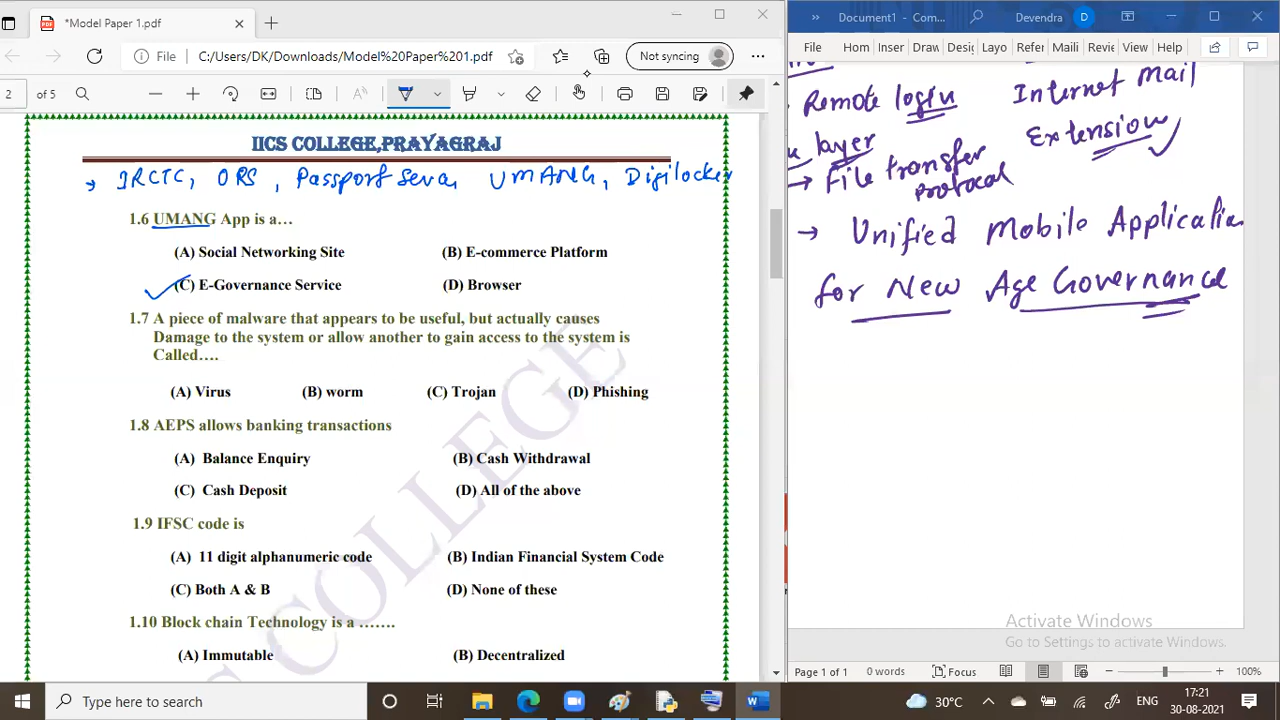 *Model Paper 1.pdf
File
C:/Users/DK/Downloads/Model%20Paper%201.pdf
Not syncing
2 of 5
IICS COLLEGE,PRAYAGRAJ
→ IRCTC, ORS, Passport Seva, UMANG, Digilocker
1.6 UMANG App is a…
(A) Social Networking Site (B) E-commerce Platform
(C) E-Governance Service (D) Browser
1.7 A piece of malware that appears to be useful, but actually causes
Damage to the system or allow another to gain access to the system is
Called….
(A) Virus (B) worm (C) Trojan (D) Phishing
1.8 AEPS allows banking transactions
(A) Balance Enquiry (B) Cash Withdrawal
(C) Cash Deposit (D) All of the above
1.9 IFSC code is
(A) 11 digit alphanumeric code (B) Indian Financial System Code
(C) Both A & B (D) None of these
1.10 Block chain Technology is a …….
(A) Immutable (B) Decentralized
COLLEGE
Document1 - Com...
Devendra D
File Hom Inser Draw Desig Layo Refer Maili Revie View Help
Remote login
Internet Mail
Extension
layer
→ File transfer
Protocol
→ Unified Mobile Applicatio
for New Age Governance
Activate Windows
Go to Settings to activate Windows.
Page 1 of 1 0 words Focus 100%
Type here to search
30°C ENG
17:21
30-08-2021